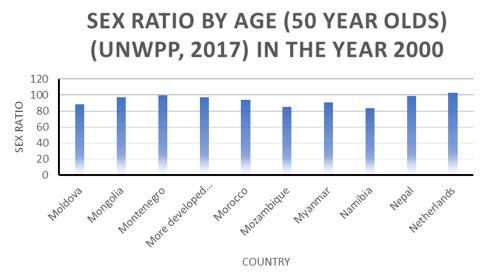 SEX RATIO BY AGE (50 YEAR OLDS)
(UNWPP, 2017) IN THE YEAR 2000
120
100
80
60
40
20
0
SEX RATIO
Moldova
Mongolia
Montenegro
More developed...
Morocco
Mozambique
Myanmar
Namibia
Nepal
Netherlands
COUNTRY